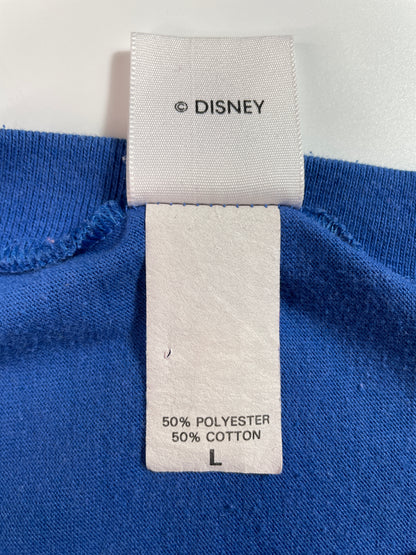 © DISNEY
50% POLYESTER
50% COTTON
L